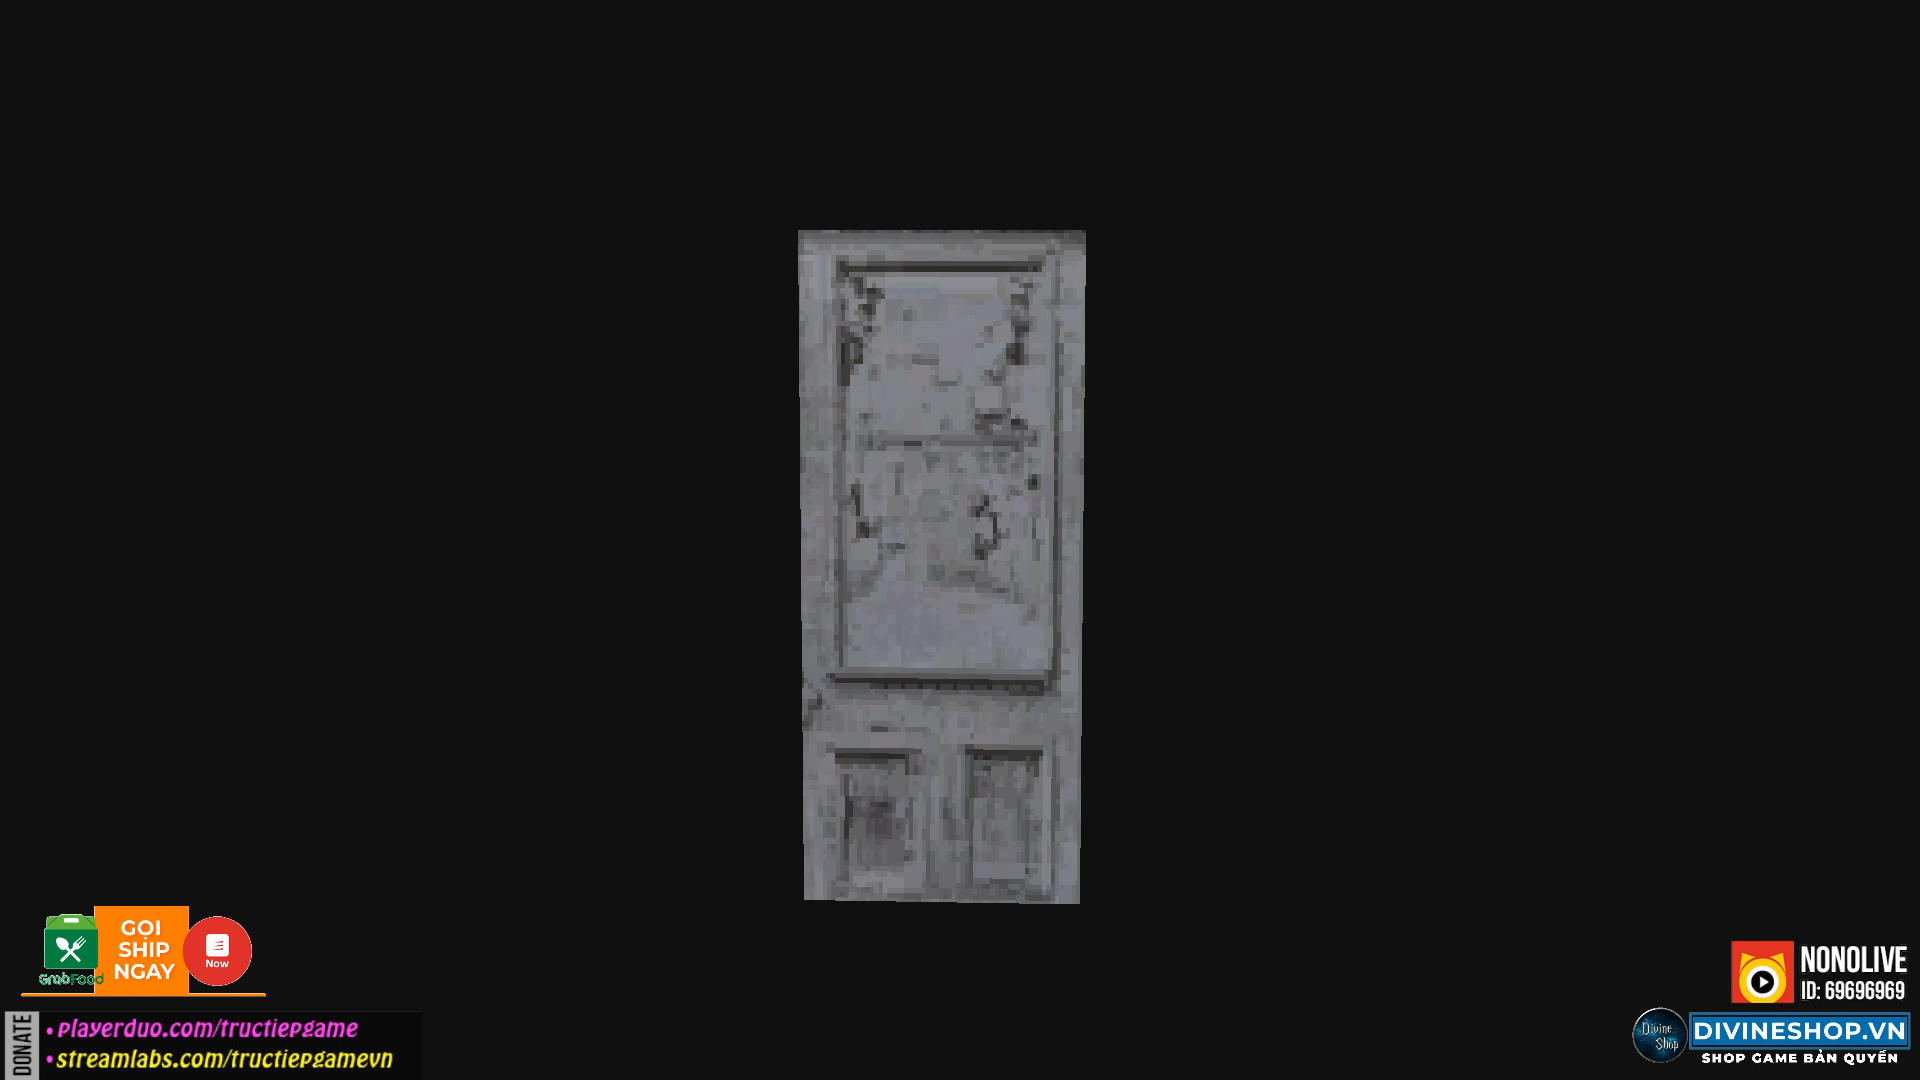 GrabFood
GỌI
SHIP
NGAY
Now
DONATE
• playerduo.com/tructiepgame
• streamlabs.com/tructiepgamevn
NONOLIVE
ID: 69696969
Divine
Shop
DIVINESHOP.VN
SHOP GAME BẢN QUYỀN